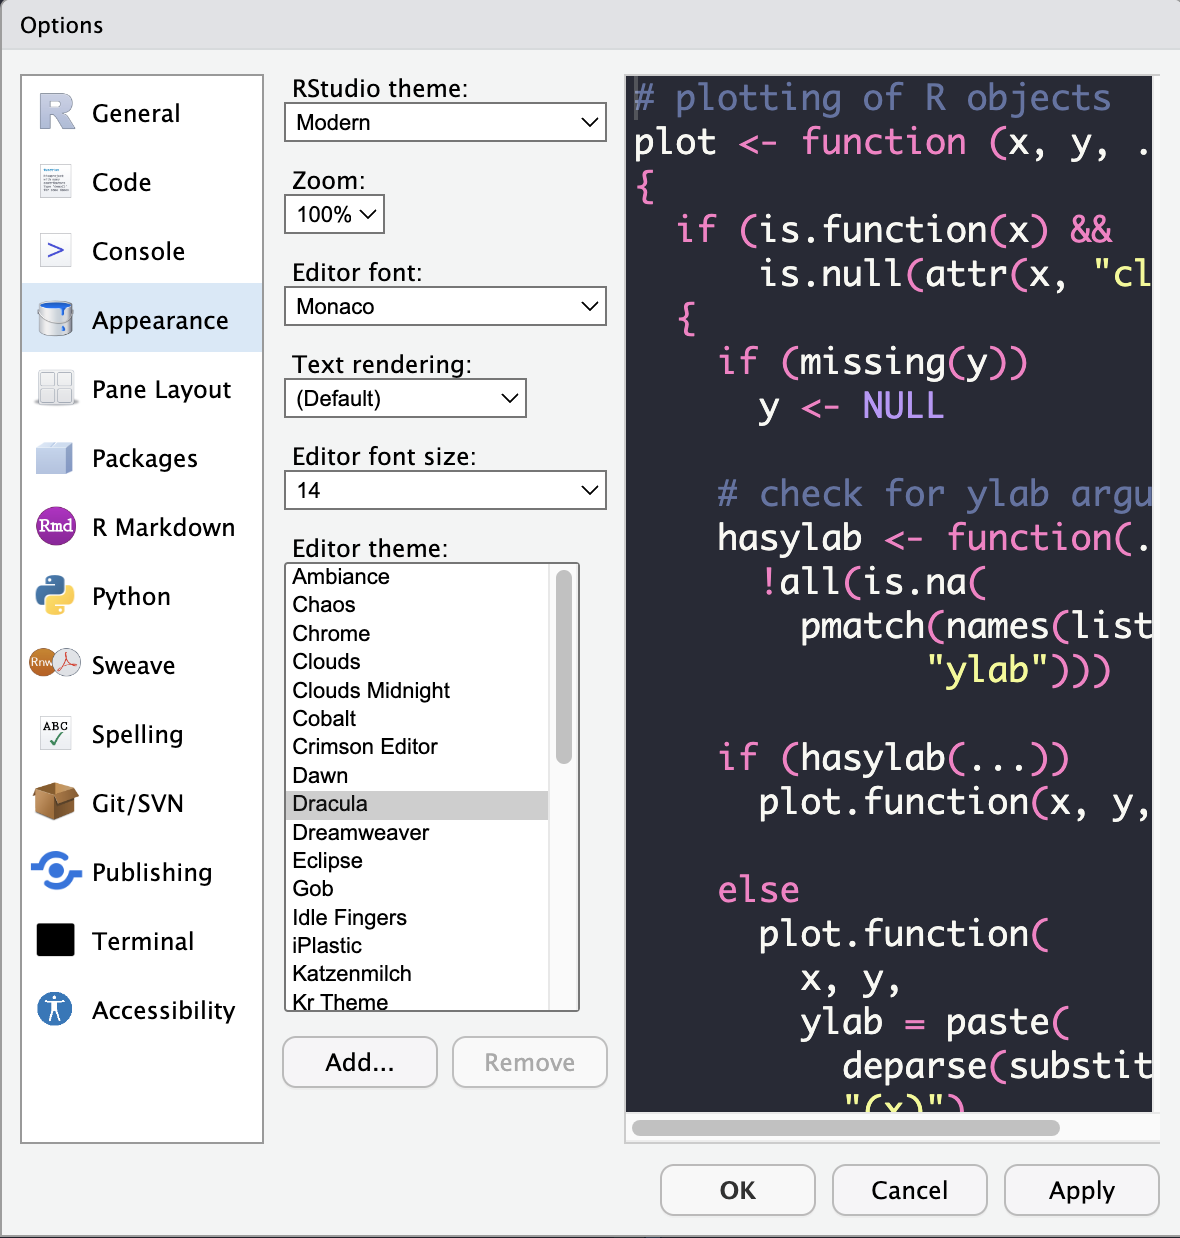 Options
General
Code
>
Console
Appearance
Pane Layout
Packages
Rmd
R Markdown
Python
Rnw
Sweave
ABC
Spelling
Git/SVN
Publishing
Terminal
Accessibility
RStudio theme:
Modern
Zoom:
100%
Editor font:
Monaco
Text rendering:
(Default)
Editor font size:
14
Editor theme:
Ambiance
Chaos
Chrome
Clouds
Clouds Midnight
Cobalt
Crimson Editor
Dawn
Dracula
Dreamweaver
Eclipse
Gob
Idle Fingers
iPlastic
Katzenmilch
Kr Theme
Add...
Remove
# plotting of R objects
plot <- function (x, y, .
{
if (is.function(x) &&
is.null(attr(x, "cl
{
if (missing(y))
y <- NULL
# check for ylab argu
hasylab <- function(.
!all(is.na(
pmatch(names(list
"ylab")))
if (hasylab(...))
plot.function(x, y,
else
plot.function(
x, y,
ylab = paste(
deparse(substit
"(x)")
OK
Cancel
Apply